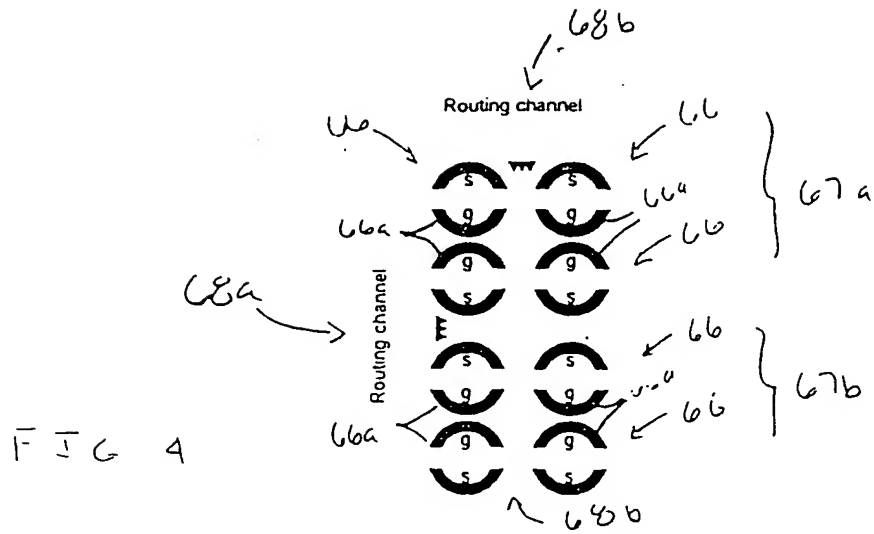 68b
Routing channel
66 66
s s
g g 66a
66a 66
g g
67a
s s
68a
Routing channel
66
s s
g g
67b
66a 66
g g
FIG 4
s s
68b